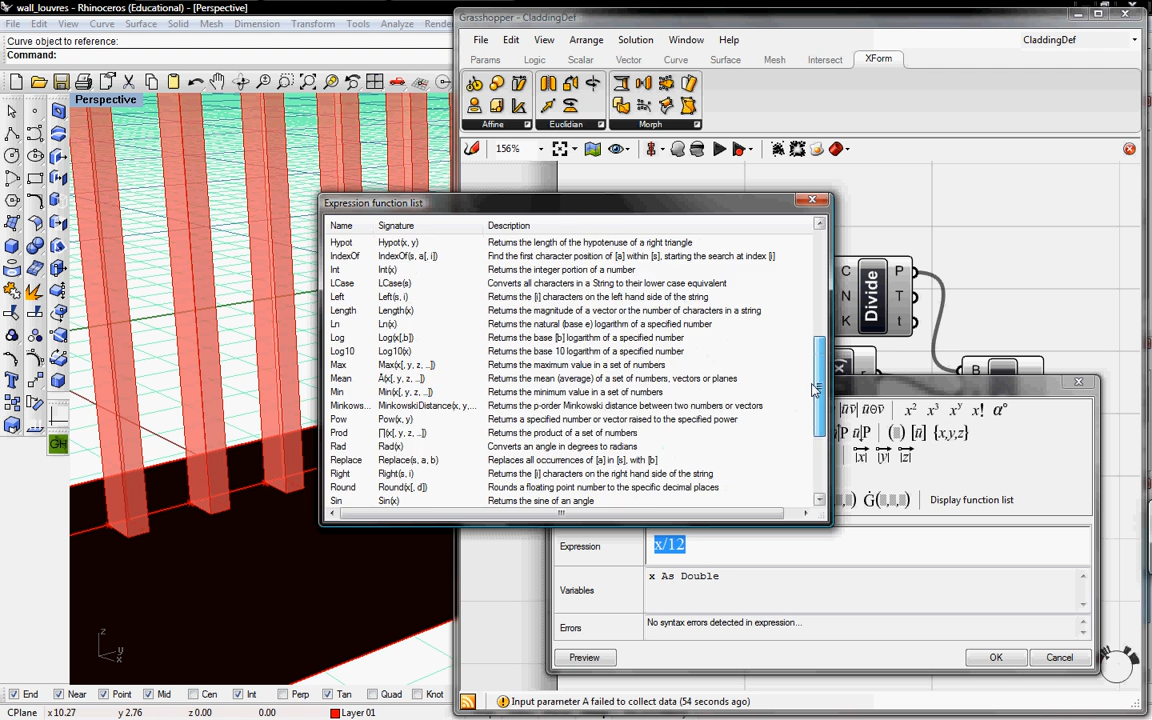 wall_louvres - Rhinoceros (Educational) - [Perspective]
File Edit View Curve Surface Solid Mesh Dimension Transform Tools Analyze Rende
Curve object to reference:
Command:
Perspective
Grasshopper - CladdingDef
File Edit View Arrange Solution Window Help
CladdingDef
Params Logic Scalar Vector Curve Surface Mesh Intersect XForm
Affine Euclidian Morph
156%
Expression function list
Name Signature Description
Hypot Hypot(x, y) Returns the length of the hypotenuse of a right triangle
IndexOf IndexOf(s, a[, i]) Find the first character position of [a] within [s], starting the search at index [i]
Int Int(x) Returns the integer portion of a number
LCase LCase(s) Converts all characters in a String to their lower case equivalent
Left Left(s, i) Returns the [i] characters on the left hand side of the string
Length Length(x) Returns the magnitude of a vector or the number of characters in a string
Ln Ln(x) Returns the natural (base e) logarithm of a specified number
Log Log(x[,b]) Returns the base [b] logarithm of a specified number
Log10 Log10(x) Returns the base 10 logarithm of a specified number
Max Max(x[, y, z, ..]) Returns the maximum value in a set of numbers
Mean Ā(x[, y, z, ..]) Returns the mean (average) of a set of numbers, vectors or planes
Min Min(x[, y, z, ..]) Returns the minimum value in a set of numbers
Minkows... MinkowskiDistance(x, y,... Returns the p-order Minkowski distance between two numbers or vectors
Pow Pow(x, y) Returns a specified number or vector raised to the specified power
Prod ∏(x[, y, z, ..]) Returns the product of a set of numbers
Rad Rad(x) Converts an angle in degrees to radians
Replace Replace(s, a, b) Replaces all occurrences of [a] in [s], with [b]
Right Right(s, i) Returns the [i] characters on the right hand side of the string
Round Round(x[, d]) Rounds a floating point number to the specific decimal places
Sin Sin(x) Returns the sine of an angle
C P
N Divide T
K t
B
x² x³ xʸ x! α°
{x,y,z}
|x| |y| |z|
Display function list
Expression x/12
Variables x As Double
Errors No syntax errors detected in expression...
Preview OK Cancel
GH
z y x
End Near Point Mid Cen Int Perp Tan Quad Knot
Input parameter A failed to collect data (54 seconds ago)
CPlane x 10.27 y 2.76 z 0.00 0.00 Layer 01